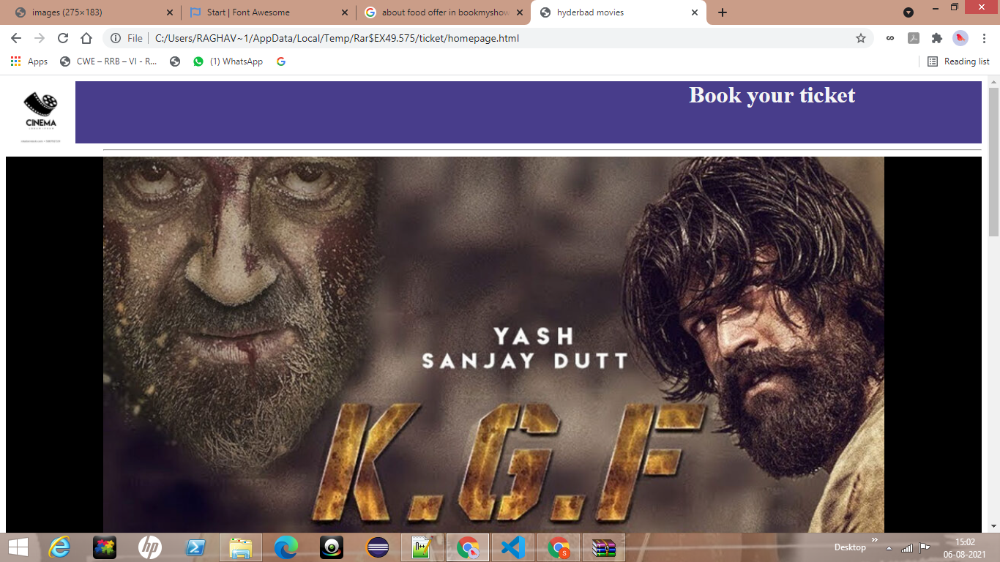 images (275×183)
Start | Font Awesome
about food offer in bookmyshow
hyderbad movies
File
C:/Users/RAGHAV~1/AppData/Local/Temp/Rar$EX49.575/ticket/homepage.html
Apps
CWE – RRB – VI - R...
(1) WhatsApp
Reading list
Book your ticket
CINEMA
YASH
SANJAY DUTT
K.G.F
Desktop
15:02
06-08-2021